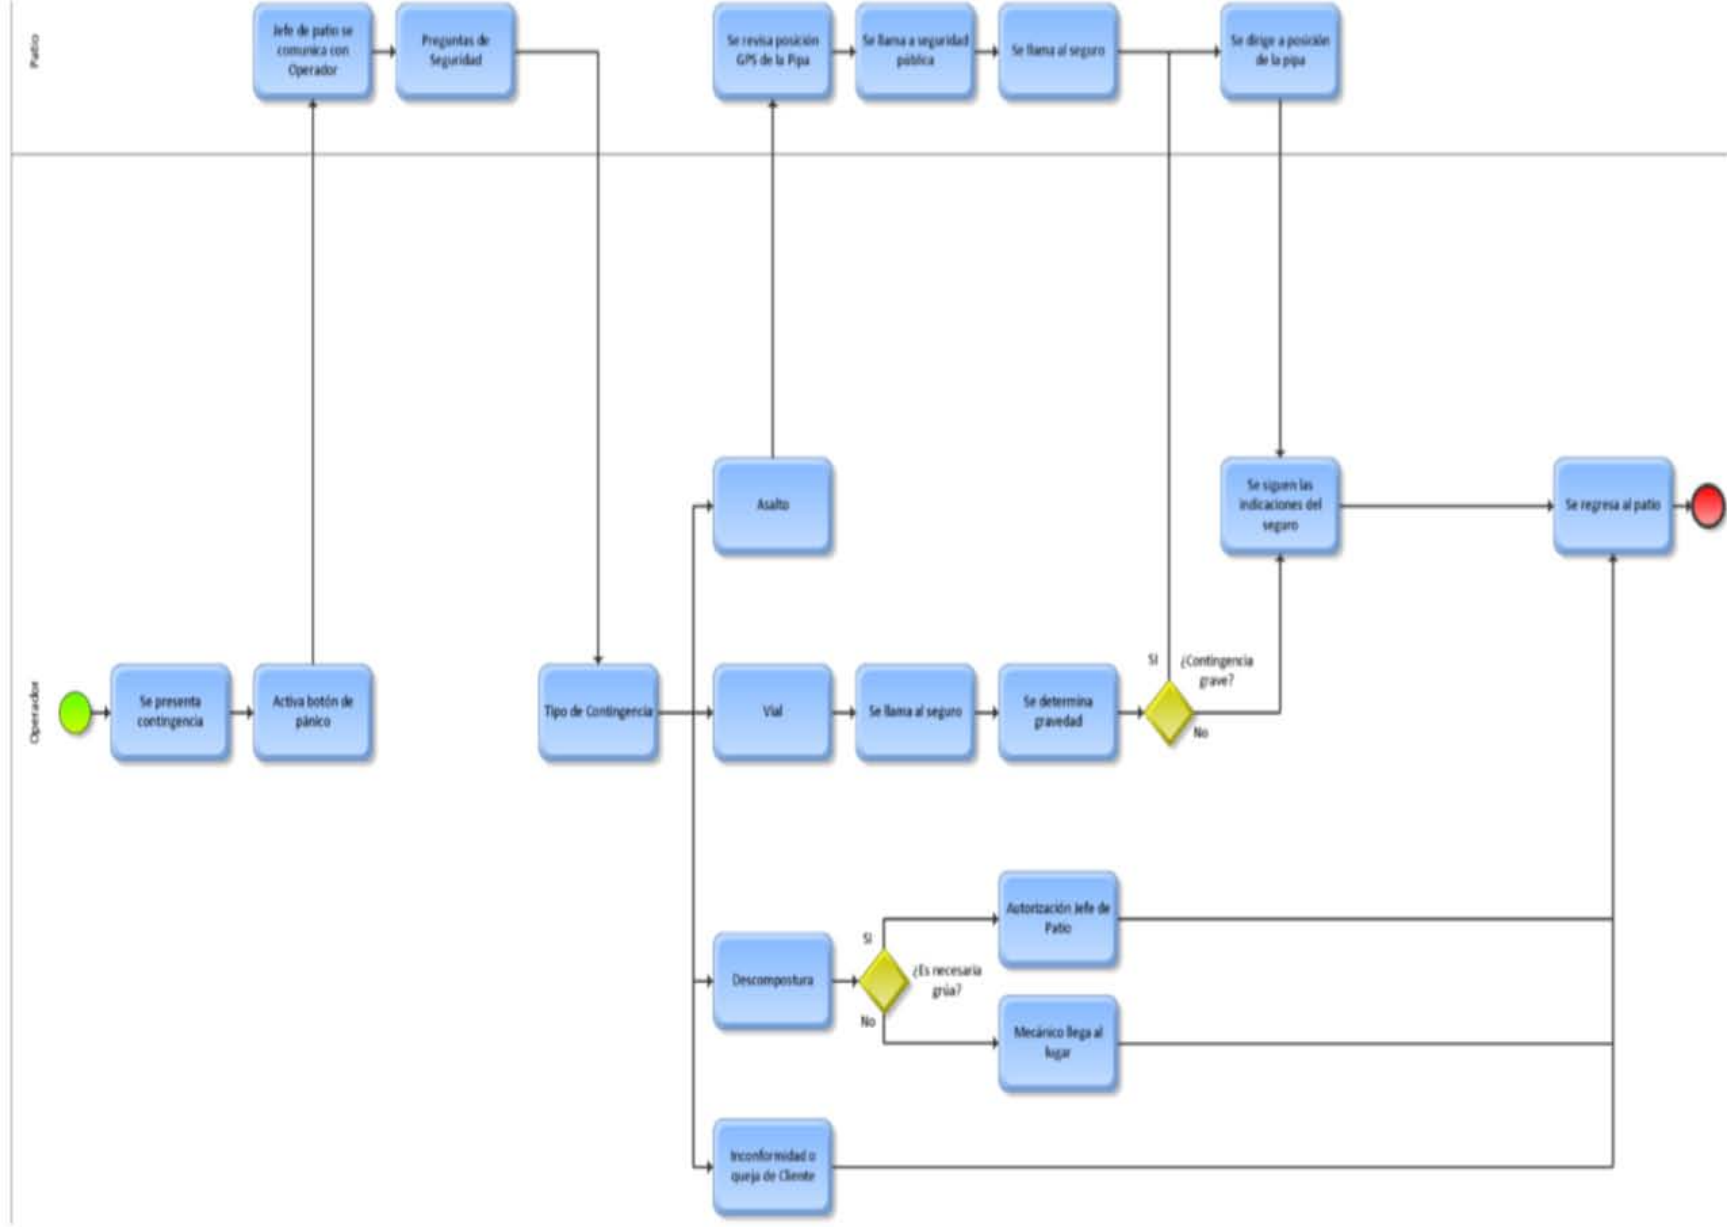 Patio
Jefe de patio se
comunica con
Operador
Preguntas de
Seguridad
Se revisa posición
GPS de la Pipa
Se llama a seguridad
pública
Se llama al seguro
Se dirige a posición
de la pipa
Operador
Se presenta
contingencia
Activa botón de
pánico
Tipo de Contingencia
Asalto
Vial
Se llama al seguro
Se determina
gravedad
SI
¿Contingencia
grave?
No
Se siguen las
indicaciones del
seguro
Se regresa al patio
Descompostura
SI
¿Es necesaria
grúa?
No
Autorización Jefe de
Patio
Mecánico llega al
lugar
Inconformidad o
queja de Cliente